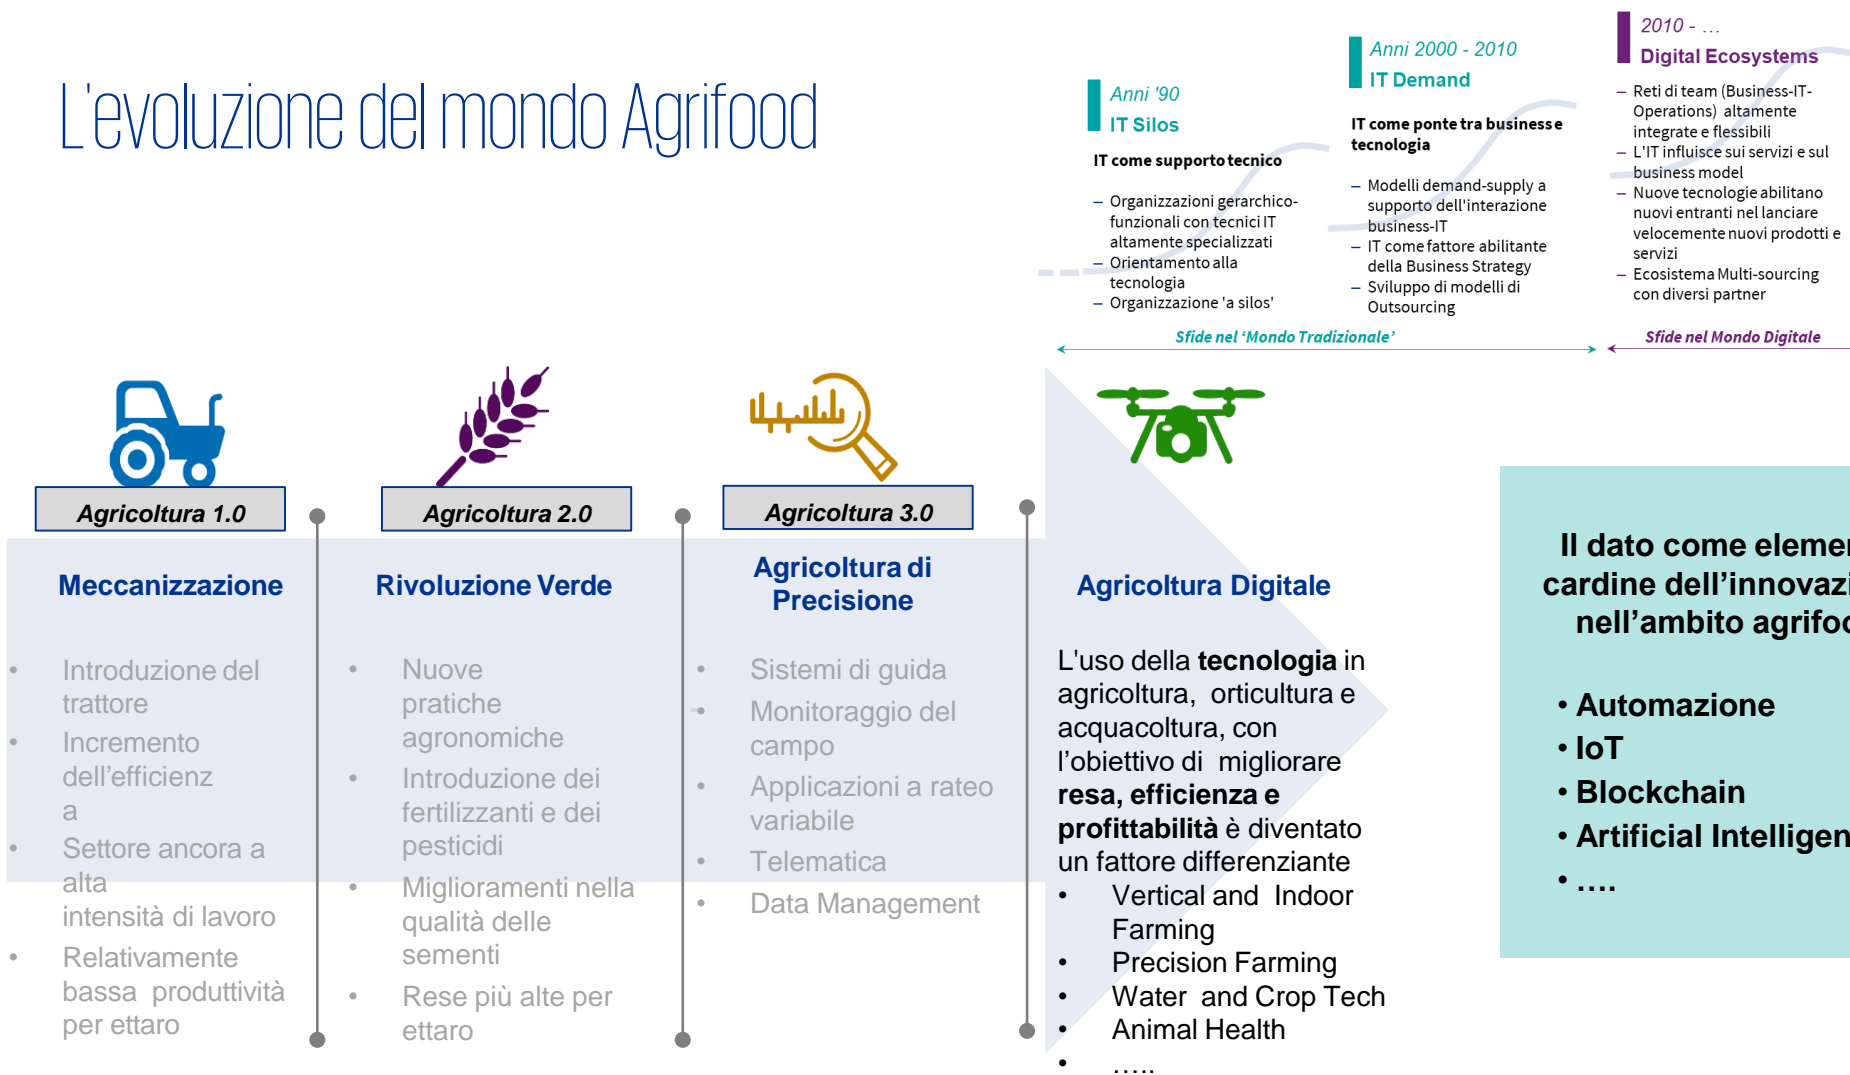 L'evoluzione del mondo Agrifood
Anni '90
IT Silos
IT come supporto tecnico
– Organizzazioni gerarchico-
funzionali con tecnici IT
altamente specializzati
– Orientamento alla
tecnologia
– Organizzazione 'a silos'
Anni 2000 - 2010
IT Demand
IT come ponte tra business e
tecnologia
– Modelli demand-supply a
supporto dell'interazione
business-IT
– IT come fattore abilitante
della Business Strategy
– Sviluppo di modelli di
Outsourcing
2010 - …
Digital Ecosystems
– Reti di team (Business-IT-
Operations) altamente
integrate e flessibili
– L'IT influisce sui servizi e sul
business model
– Nuove tecnologie abilitano
nuovi entranti nel lanciare
velocemente nuovi prodotti e
servizi
– Ecosistema Multi-sourcing
con diversi partner
Sfide nel ‘Mondo Tradizionale’
Sfide nel Mondo Digitale
Agricoltura 1.0
Meccanizzazione
• Introduzione del
trattore
• Incremento
dell’efficienz
a
• Settore ancora a
alta
intensità di lavoro
• Relativamente
bassa produttività
per ettaro
Agricoltura 2.0
Rivoluzione Verde
• Nuove
pratiche
agronomiche
• Introduzione dei
fertilizzanti e dei
pesticidi
• Miglioramenti nella
qualità delle
sementi
• Rese più alte per
ettaro
Agricoltura 3.0
Agricoltura di
Precisione
• Sistemi di guida
• Monitoraggio del
campo
• Applicazioni a rateo
variabile
• Telematica
• Data Management
Agricoltura Digitale
L'uso della tecnologia in
agricoltura, orticultura e
acquacoltura, con
l’obiettivo di migliorare
resa, efficienza e
profittabilità è diventato
un fattore differenziante
• Vertical and Indoor
Farming
• Precision Farming
• Water and Crop Tech
• Animal Health
• …..
Il dato come elemen
cardine dell’innovazi
nell’ambito agrifoo
• Automazione
• IoT
• Blockchain
• Artificial Intelligen
• ….